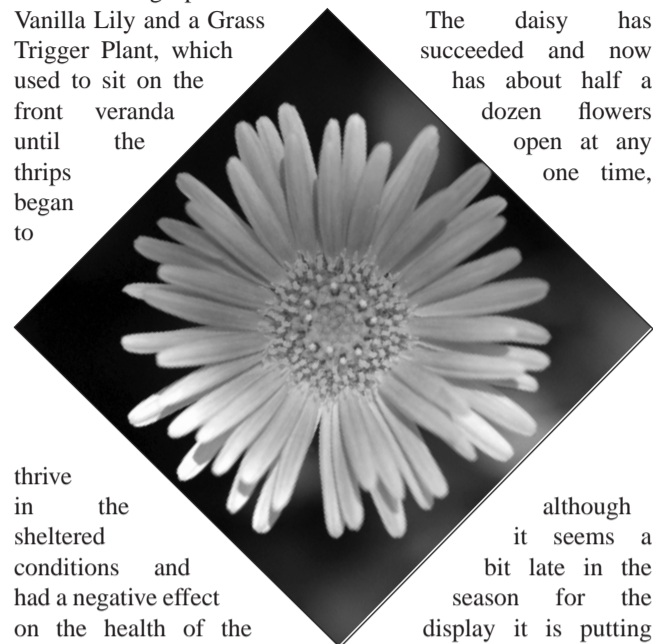 Vanilla Lily and a Grass
Trigger Plant, which
used to sit on the
front veranda
until the
thrips
began
to
thrive
in the
sheltered
conditions and
had a negative effect
on the health of the
The daisy has
succeeded and now
has about half a
dozen flowers
open at any
one time,
although
it seems a
bit late in the
season for the
display it is putting